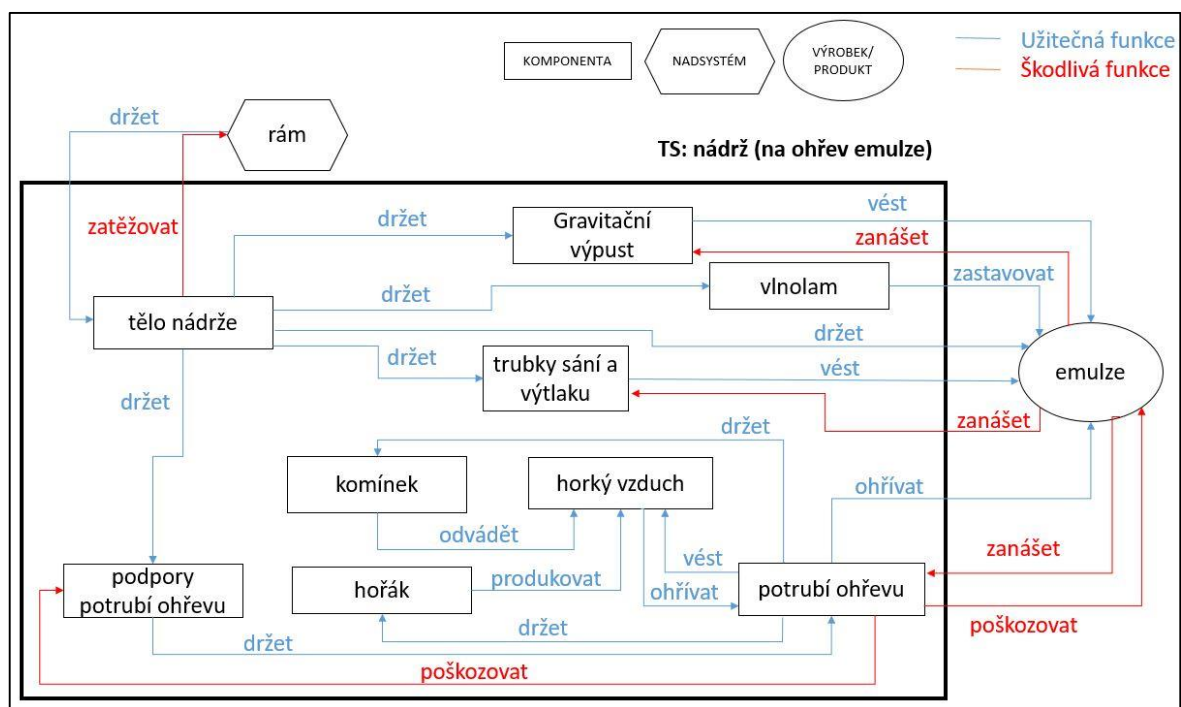 KOMPONENTA
NADSYSTÉM
VÝROBEK/
PRODUKT
Užitečná funkce
Škodlivá funkce
držet
rám
TS: nádrž (na ohřev emulze)
zatěžovat
držet
Gravitační
výpust
vést
zanášet
držet
vlnolam
zastavovat
tělo nádrže
držet
držet
trubky sání a
výtlaku
vést
emulze
držet
zanášet
držet
komínek
horký vzduch
ohřívat
odvádět
zanášet
podpory
potrubí ohřevu
hořák
produkovat
vést
ohřívat
potrubí ohřevu
poškozovat
držet
držet
poškozovat